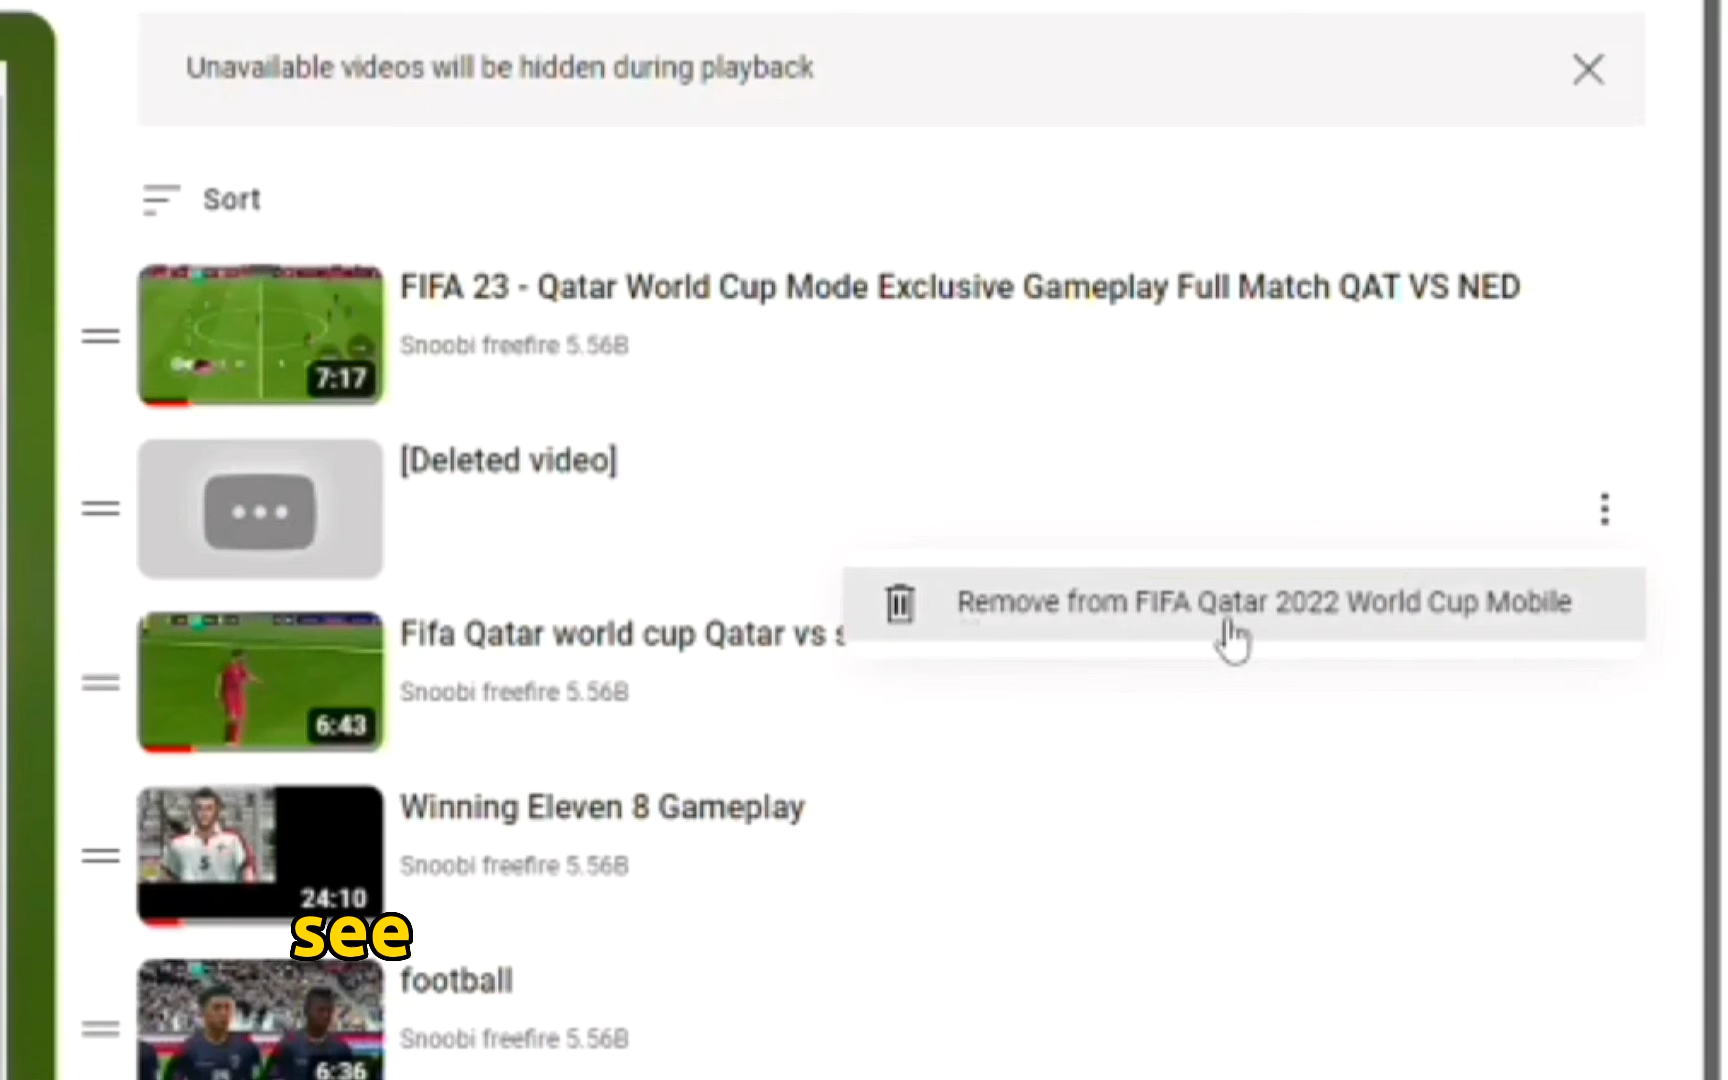 Unavailable videos will be hidden during playback
Sort
FIFA 23 - Qatar World Cup Mode Exclusive Gameplay Full Match QAT VS NED
Snoobi freefire 5.56B
7:17
[Deleted video]
Remove from FIFA Qatar 2022 World Cup Mobile
Fifa Qatar world cup Qatar vs s
Snoobi freefire 5.56B
6:43
Winning Eleven 8 Gameplay
Snoobi freefire 5.56B
24:10
see
football
Snoobi freefire 5.56B
6:36